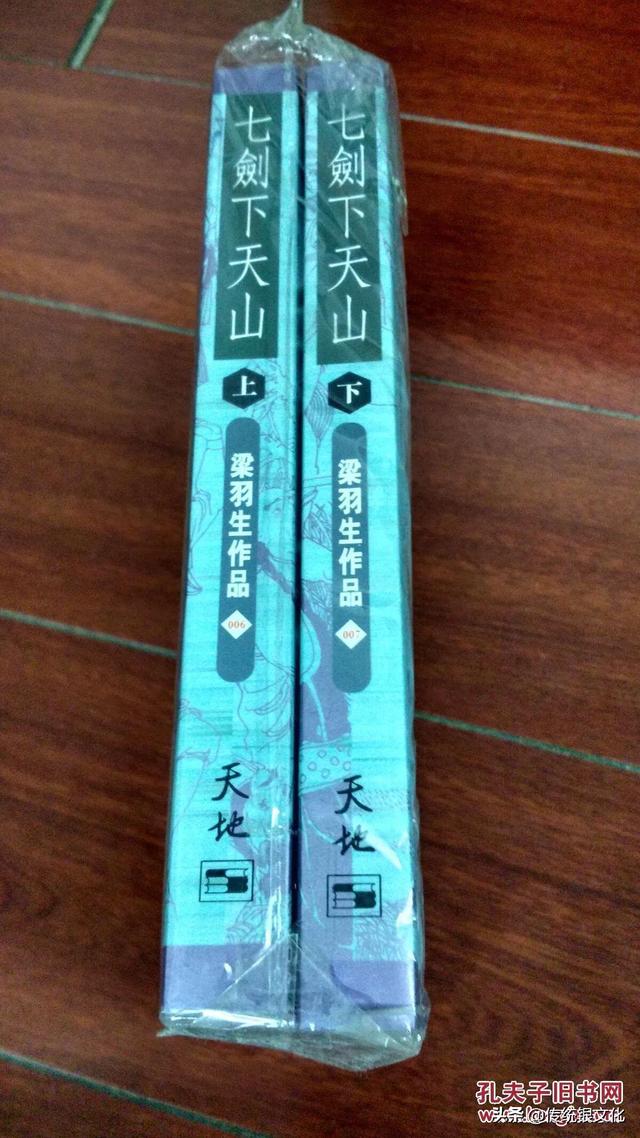 七劍下天山
上
梁羽生作品
006
天地
七劍下天山
下
梁羽生作品
007
天地
孔夫子旧书网
头条@传统银文化